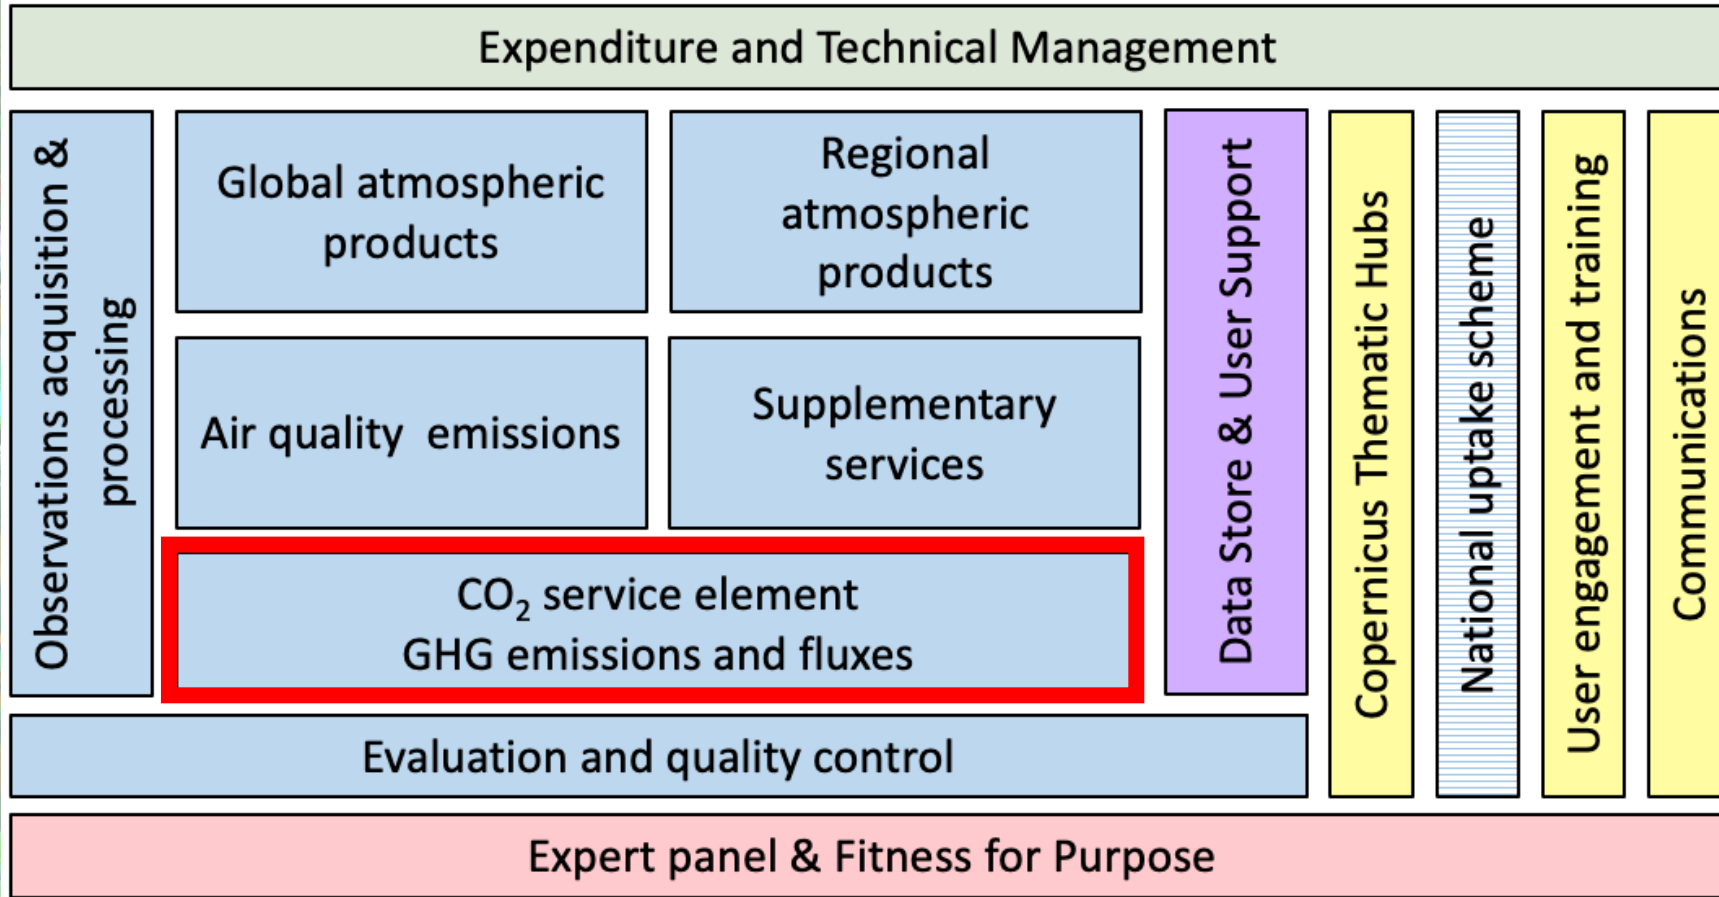 Expenditure and Technical Management
Observations acquisition &
processing
Global atmospheric
products
Regional
atmospheric
products
Air quality  emissions
Supplementary
services
CO₂ service element
GHG emissions and fluxes
Data Store & User Support
Copernicus Thematic Hubs
National uptake scheme
User engagement and training
Communications
Evaluation and quality control
Expert panel & Fitness for Purpose